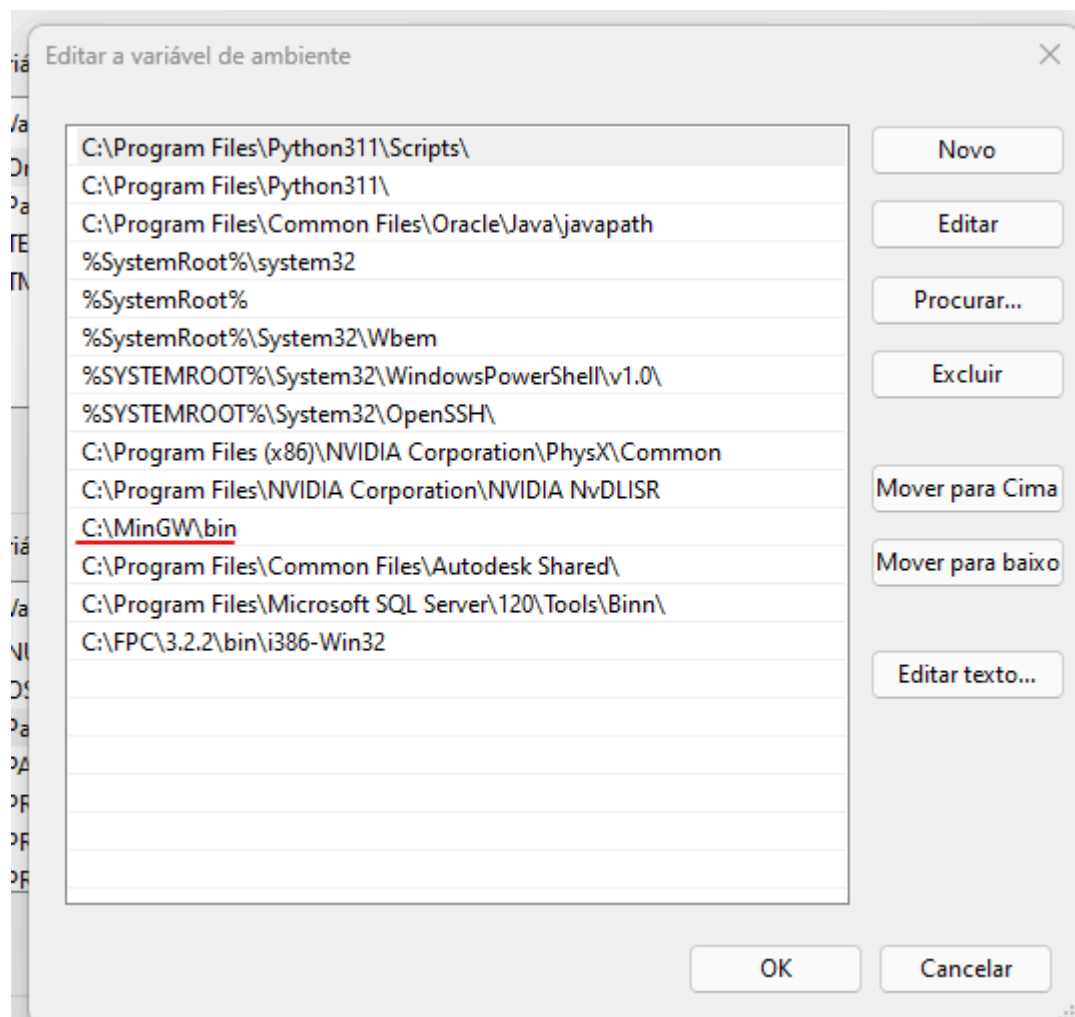 Editar a variável de ambiente
C:\Program Files\Python311\Scripts\
Novo
C:\Program Files\Python311\
C:\Program Files\Common Files\Oracle\Java\javapath
Editar
%SystemRoot%\system32
%SystemRoot%
Procurar...
%SystemRoot%\System32\Wbem
%SYSTEMROOT%\System32\WindowsPowerShell\v1.0\
Excluir
%SYSTEMROOT%\System32\OpenSSH\
C:\Program Files (x86)\NVIDIA Corporation\PhysX\Common
C:\Program Files\NVIDIA Corporation\NVIDIA NvDLISR
Mover para Cima
C:\MinGW\bin
C:\Program Files\Common Files\Autodesk Shared\
Mover para baixo
C:\Program Files\Microsoft SQL Server\120\Tools\Binn\
C:\FPC\3.2.2\bin\i386-Win32
Editar texto...
OK
Cancelar